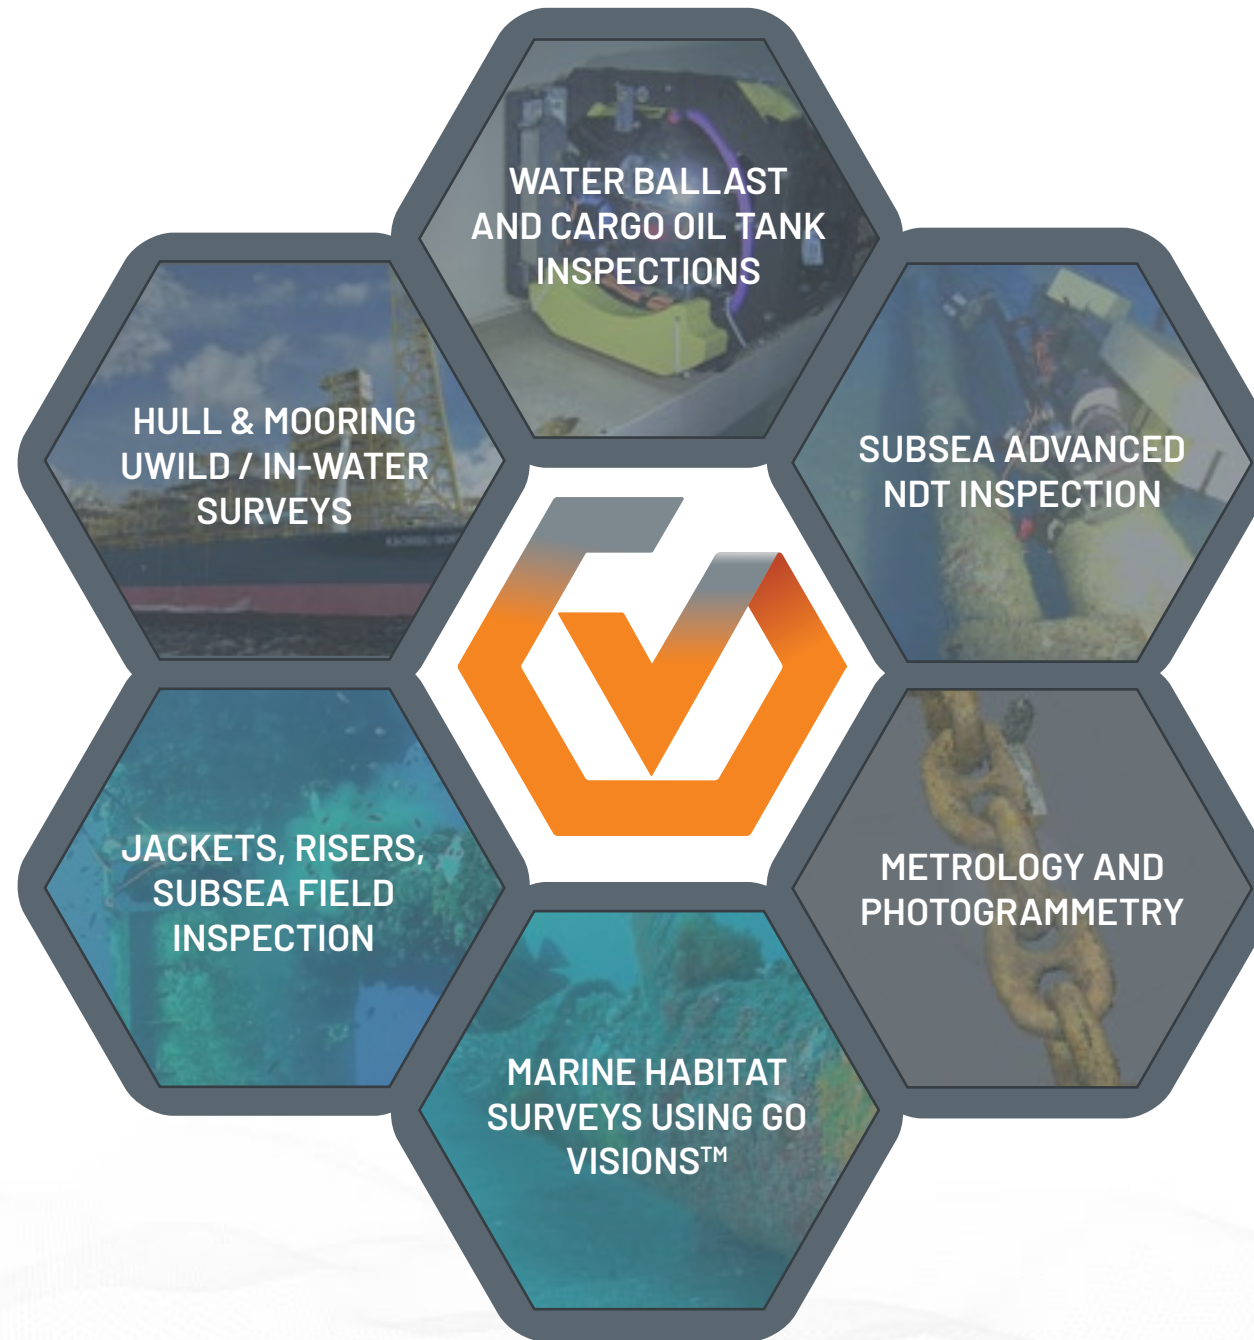 WATER BALLAST
AND CARGO OIL TANK
INSPECTIONS
HULL & MOORING
UWILD / IN-WATER
SURVEYS
SUBSEA ADVANCED
NDT INSPECTION
JACKETS, RISERS,
SUBSEA FIELD
INSPECTION
METROLOGY AND
PHOTOGRAMMETRY
MARINE HABITAT
SURVEYS USING GO
VISIONS™